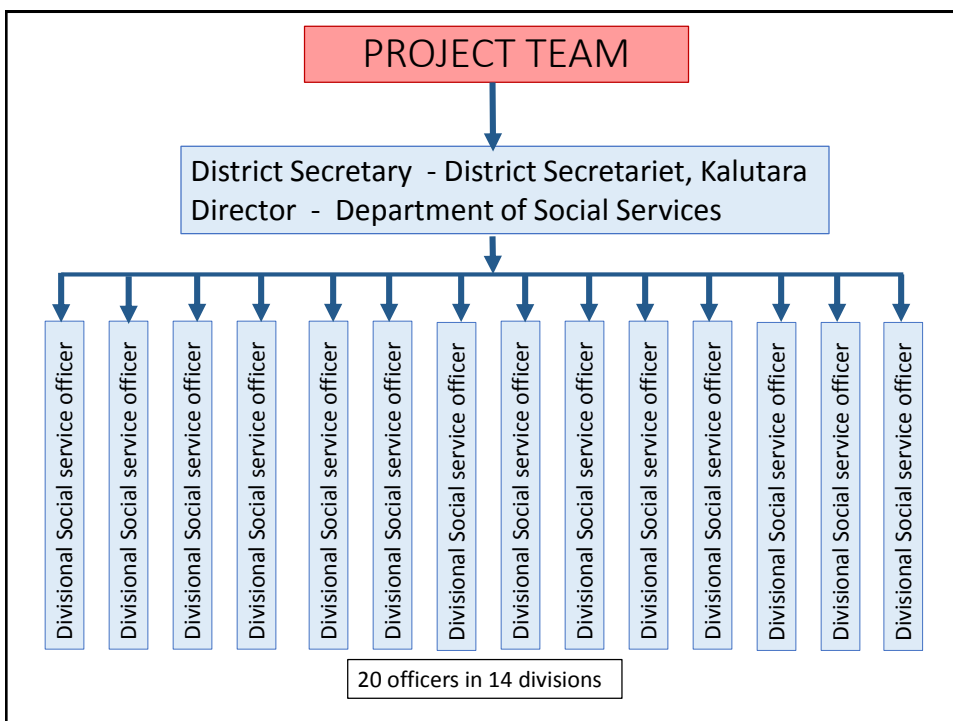 PROJECT TEAM
District Secretary  - District Secretariet, Kalutara
Director  -  Department of Social Services
Divisional Social service officer
Divisional Social service officer
Divisional Social service officer
Divisional Social service officer
Divisional Social service officer
Divisional Social service officer
Divisional Social service officer
Divisional Social service officer
Divisional Social service officer
Divisional Social service officer
Divisional Social service officer
Divisional Social service officer
Divisional Social service officer
Divisional Social service officer
20 officers in 14 divisions